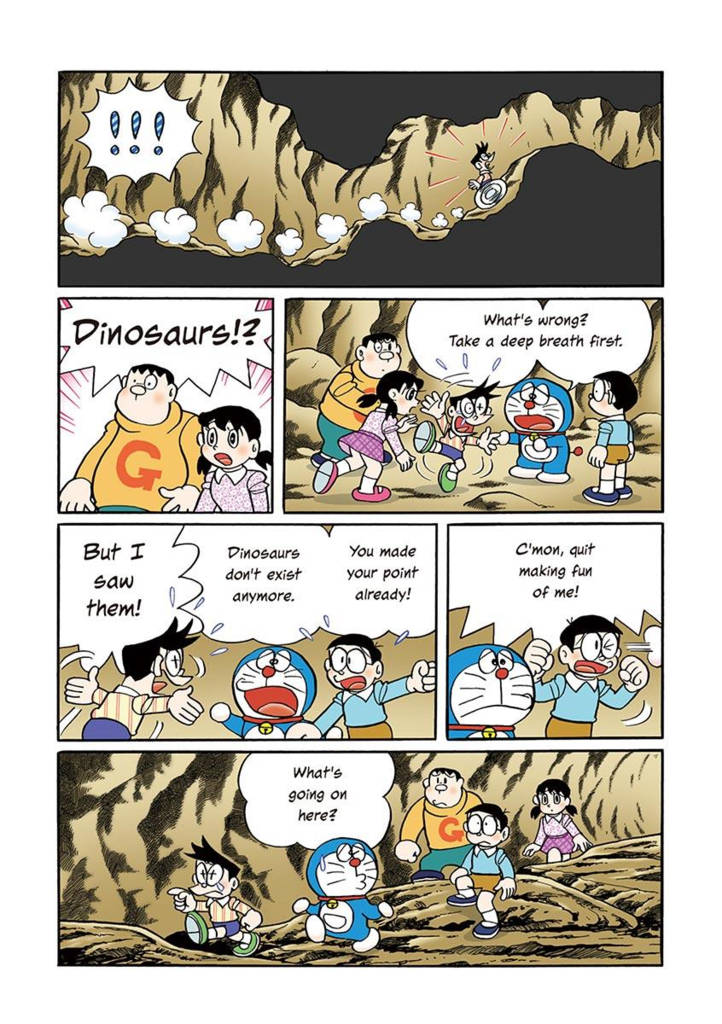 !!!
Dinosaurs!?
What's wrong?
Take a deep breath first.
G
But I
saw
them!
Dinosaurs
don't exist
anymore.
You made
your point
already!
C'mon, quit
making fun
of me!
What's
going on
here?
G